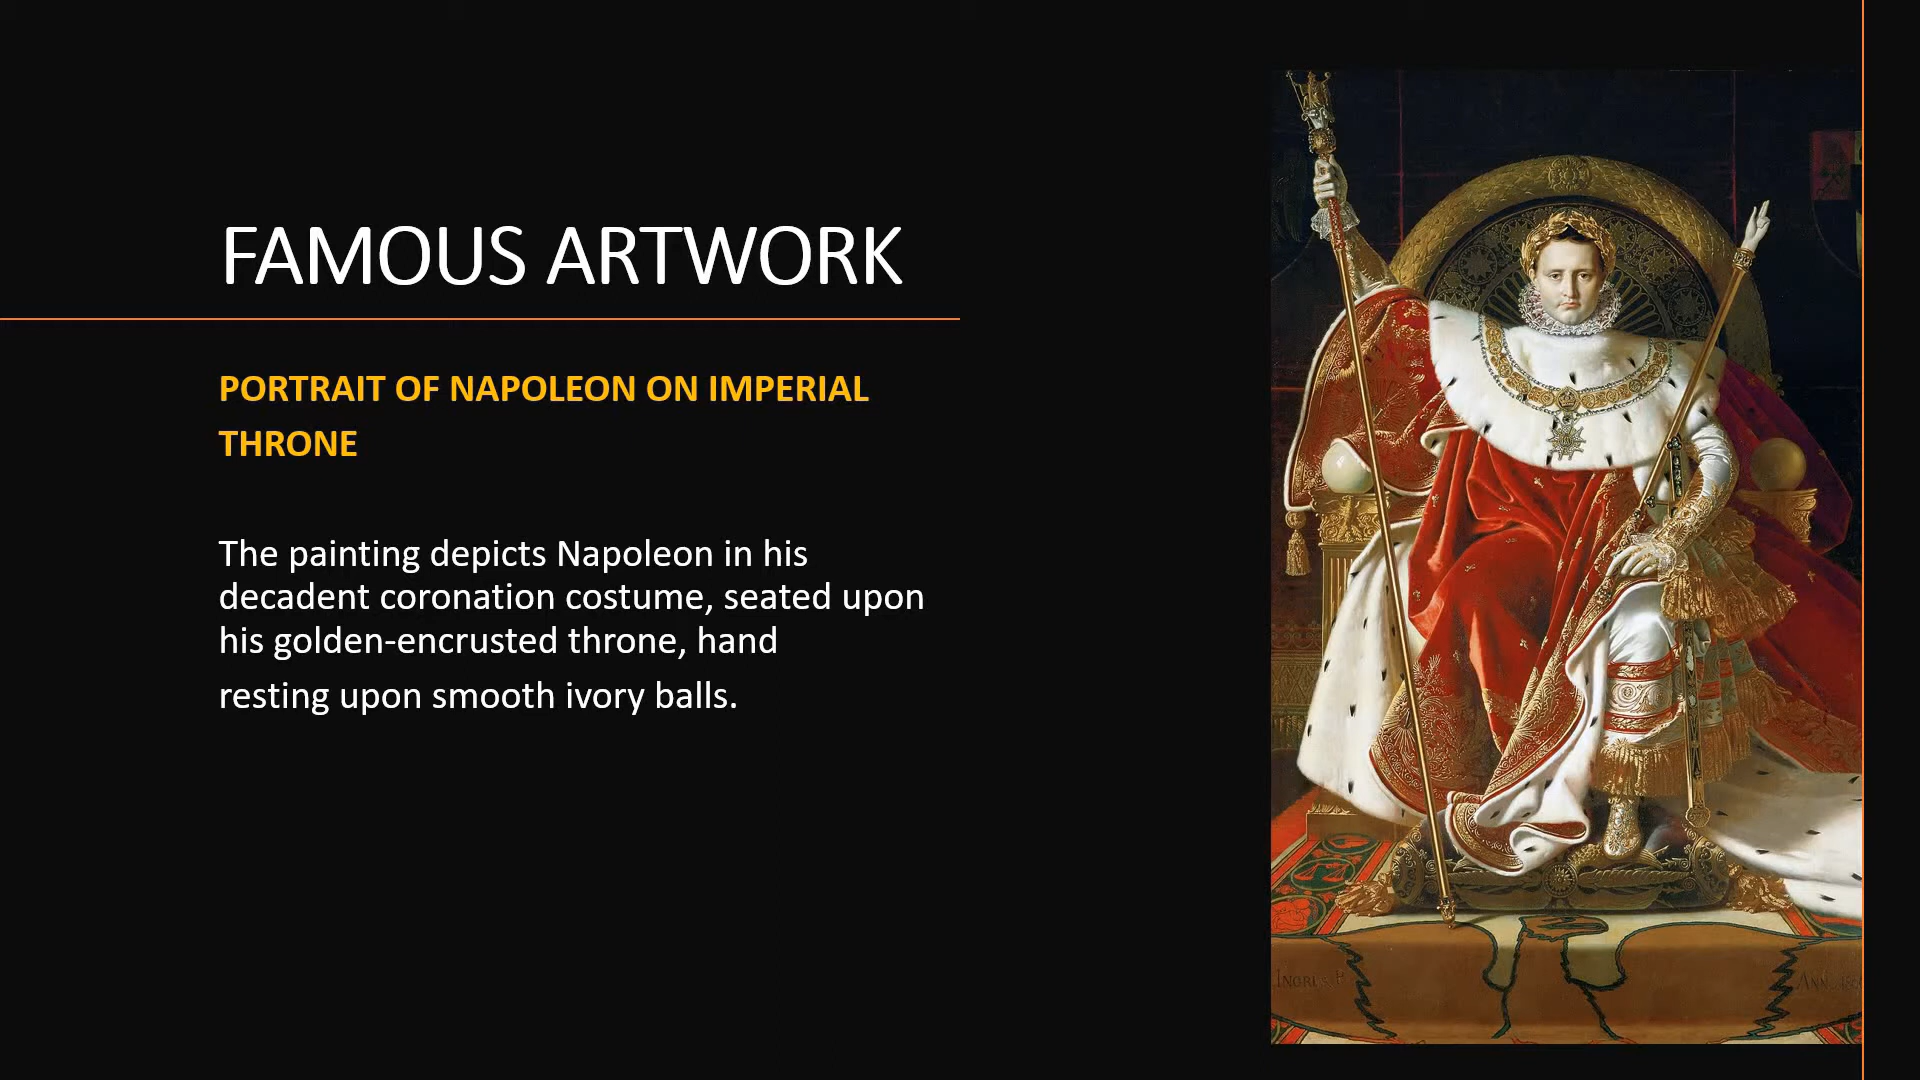 FAMOUS ARTWORK
PORTRAIT OF NAPOLEON ON IMPERIAL
THRONE
The painting depicts Napoleon in his
decadent coronation costume, seated upon
his golden-encrusted throne, hand
resting upon smooth ivory balls.